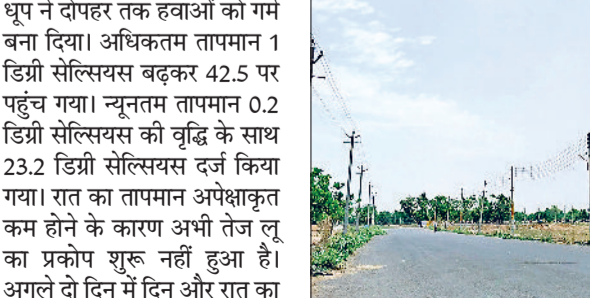 धूप ने दोपहर तक हवाओं को गर्म
बना दिया। अधिकतम तापमान 1
डिग्री सेल्सियस बढ़कर 42.5 पर
पहुंच गया। न्यूनतम तापमान 0.2
डिग्री सेल्सियस की वृद्धि के साथ
23.2 डिग्री सेल्सियस दर्ज किया
गया। रात का तापमान अपेक्षाकृत
कम होने के कारण अभी तेज लू
का प्रकोप शुरू नहीं हुआ है।
अगले दो दिन में दिन और रात का